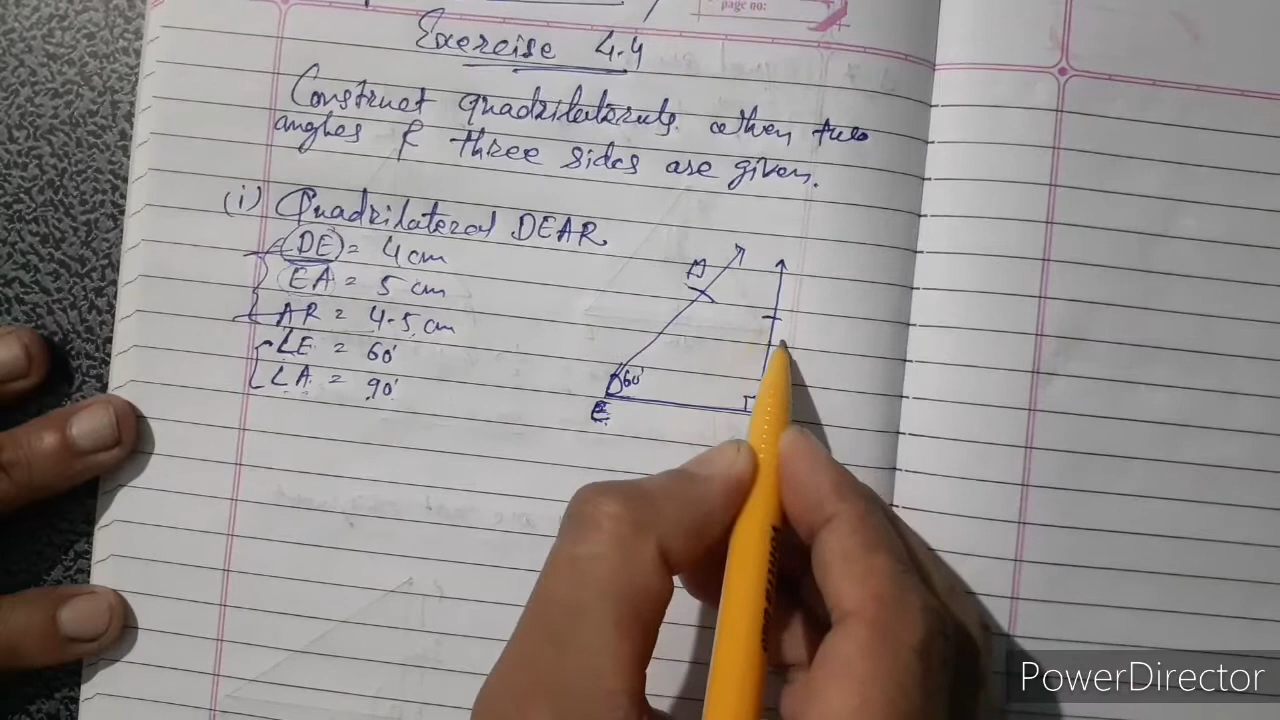 page no:
Exercise 4.4
Construct quadrilaterals when two
angles & three sides are given.
(i) Quadrilateral DEAR
DE = 4 cm
EA = 5 cm
AR = 4.5 cm
∠E = 60°
∠A = 90°
D
60°
E
PowerDirector